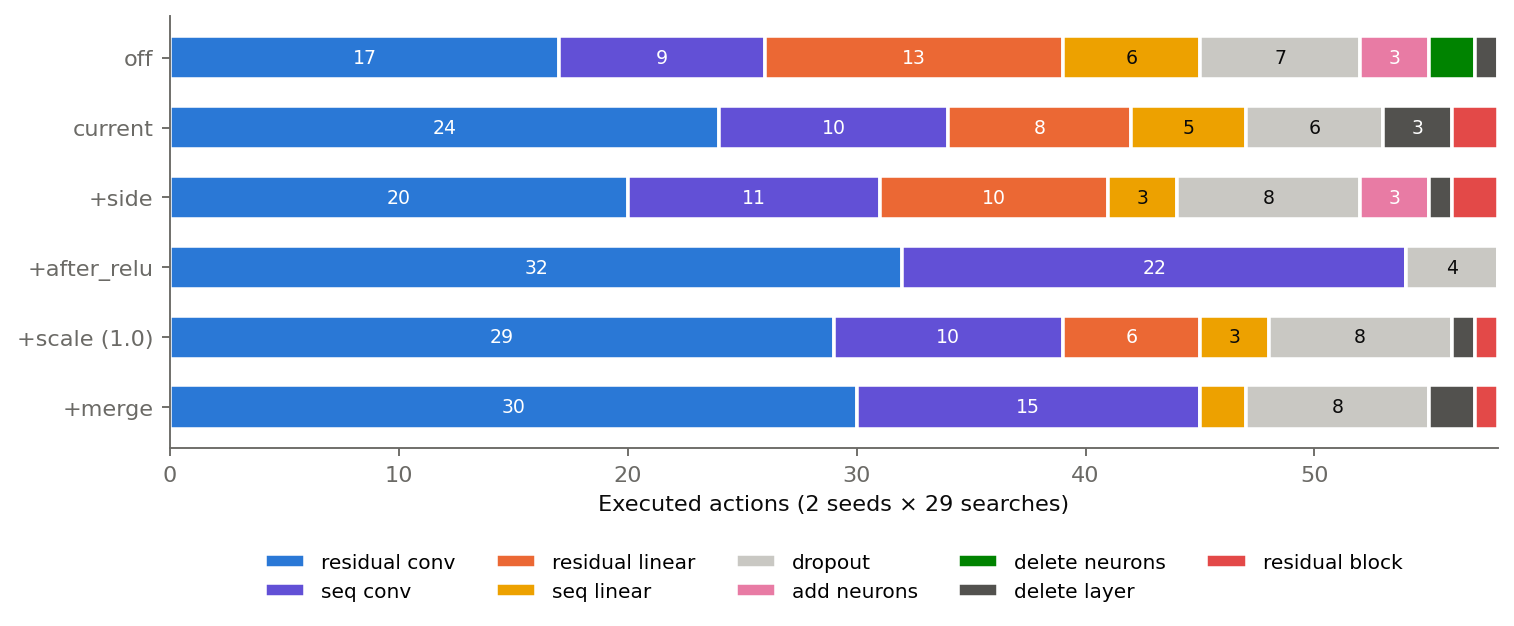 off 17 9 13 6 7 3
current 24 10 8 5 6 3
+side 20 11 10 3 8 3
+after_relu 32 22 4
+scale (1.0) 29 10 6 3 8
+merge 30 15 8
0 10 20 30 40 50
Executed actions (2 seeds × 29 searches)
residual conv residual linear dropout delete neurons residual block
seq conv seq linear add neurons delete layer